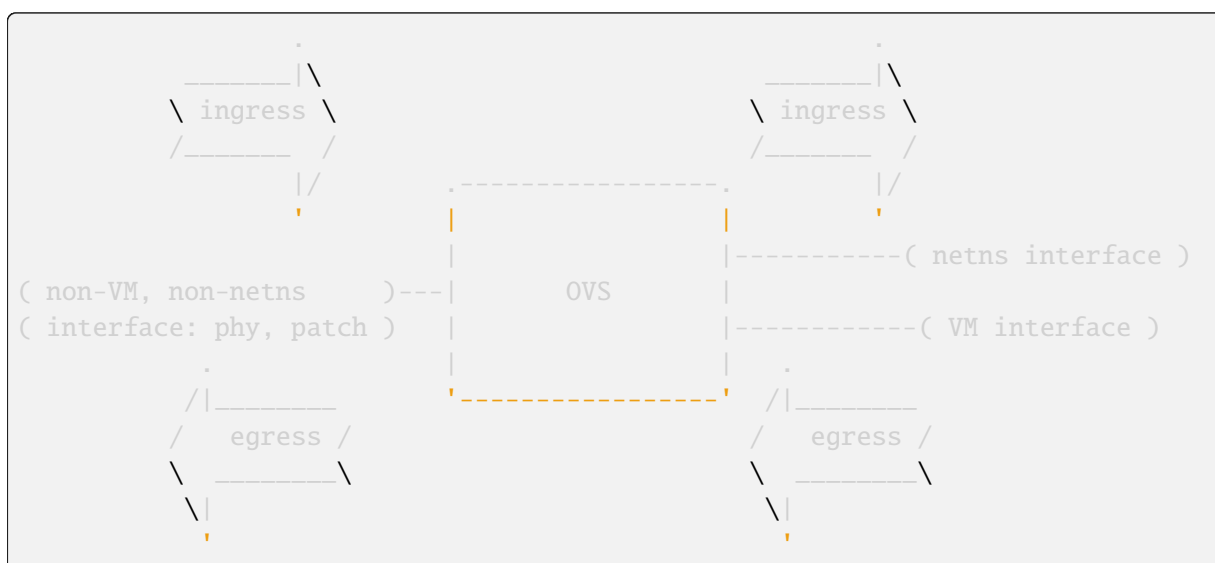 ingress ingress
( netns interface )
( non-VM, non-netns )--- OVS
( interface: phy, patch ) ( VM interface )
egress egress